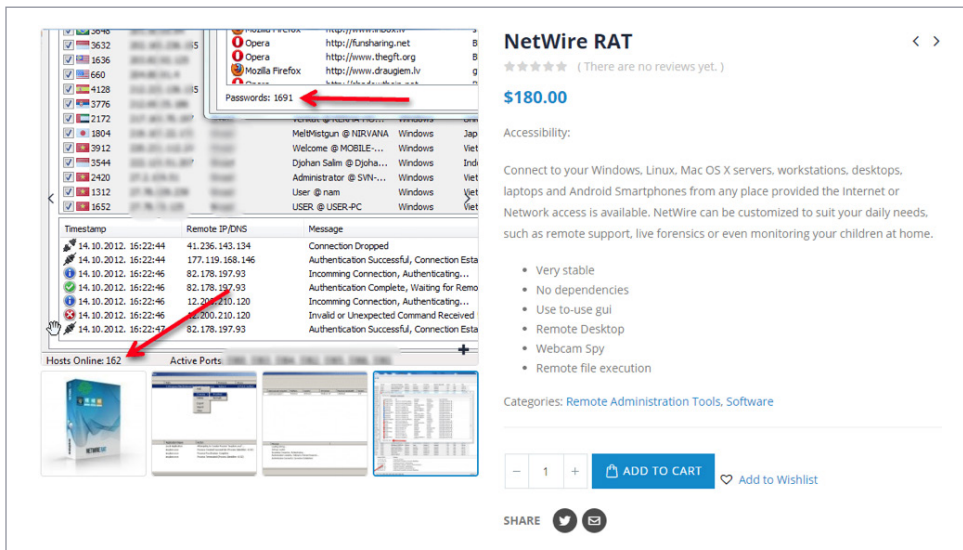 3648
3632
1636
660
4128
3776
2172
1804
3912
3544
2420
1312
1652
Mozilla Firefox
Opera http://funsharing.net
Opera http://www.thegft.org
Mozilla Firefox http://www.draugiem.lv
Opera
Passwords: 1691
MeltMistgun @ NIRVANA Windows Jap
Welcome @ MOBILE-... Windows Viet
Djohan Salim @ Djoha... Windows Ind
Administrator @ SVN-... Windows Viet
User @ nam Windows Viet
USER @ USER-PC Windows Viet
Timestamp Remote IP/DNS Message
14.10.2012. 16:22:44 41.236.143.134 Connection Dropped
14.10.2012. 16:22:44 177.119.168.146 Authentication Successful, Connection Esta
14.10.2012. 16:22:46 82.178.197.93 Incomming Connection, Authenticating...
14.10.2012. 16:22:46 82.178.197.93 Authentication Complete, Waiting for Remo
14.10.2012. 16:22:46 12.200.210.120 Incomming Connection, Authenticating...
14.10.2012. 16:22:46 12.200.210.120 Invalid or Unexpected Command Received
14.10.2012. 16:22:47 82.178.197.93 Authentication Successful, Connection Esta
Hosts Online: 162 Active Ports:
NETWIRE RAT
NetWire RAT
( There are no reviews yet. )
$180.00
Accessibility:
Connect to your Windows, Linux, Mac OS X servers, workstations, desktops,
laptops and Android Smartphones from any place provided the Internet or
Network access is available. NetWire can be customized to suit your daily needs,
such as remote support, live forensics or even monitoring your children at home.
Very stable
No dependencies
Use to-use gui
Remote Desktop
Webcam Spy
Remote file execution
Categories: Remote Administration Tools, Software
- 1 + ADD TO CART Add to Wishlist
SHARE